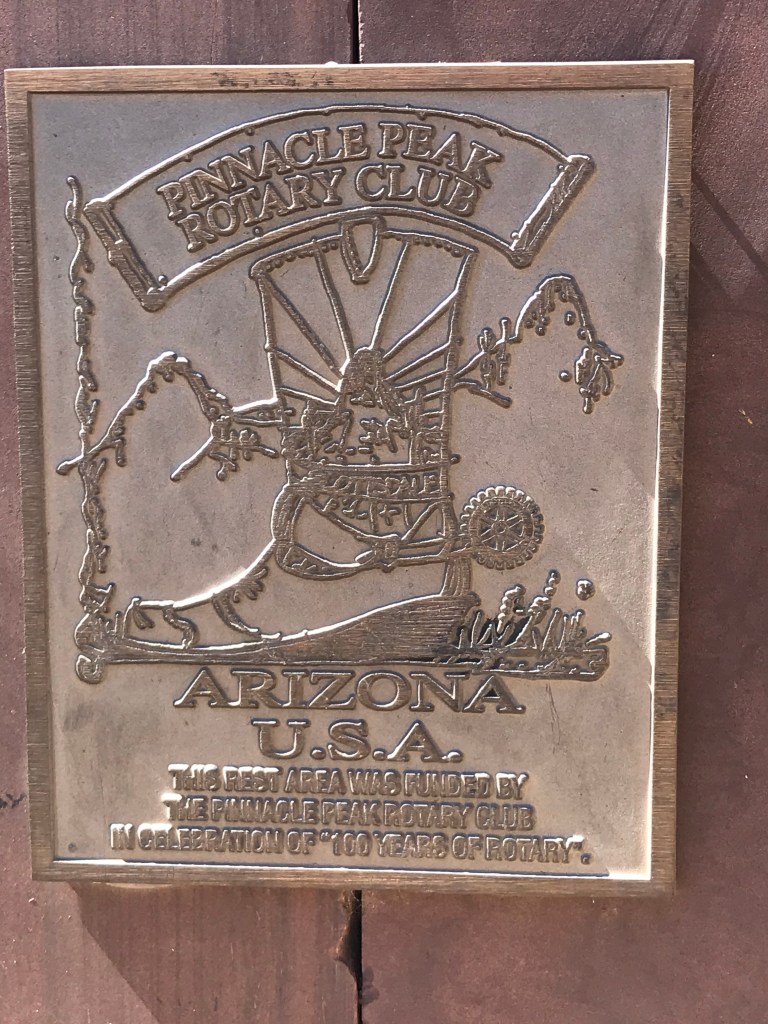 PINNACLE PEAK
ROTARY CLUB
SCOTTSDALE
ARIZONA
U.S.A.
THIS REST AREA WAS FUNDED BY
THE PINNACLE PEAK ROTARY CLUB
IN CELEBRATION OF "100 YEARS OF ROTARY".